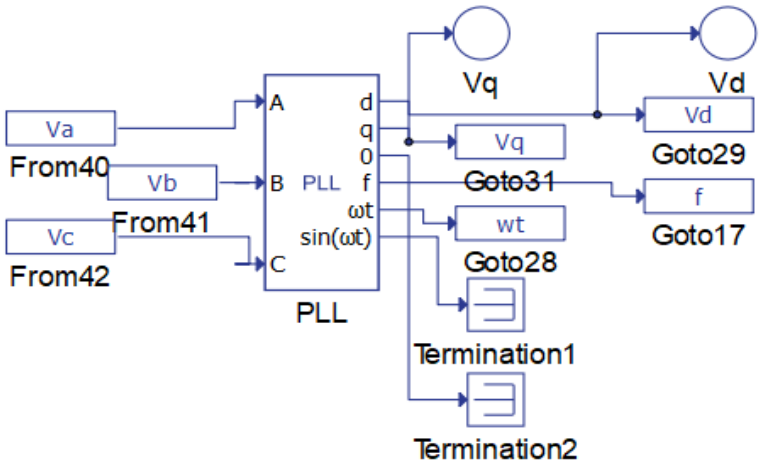 Vq
Vd
Va
From40
Vb
From41
Vc
From42
A
B
C
PLL
d
q
0
f
ωt
sin(ωt)
PLL
Vd
Goto29
Vq
Goto31
f
Goto17
wt
Goto28
Termination1
Termination2